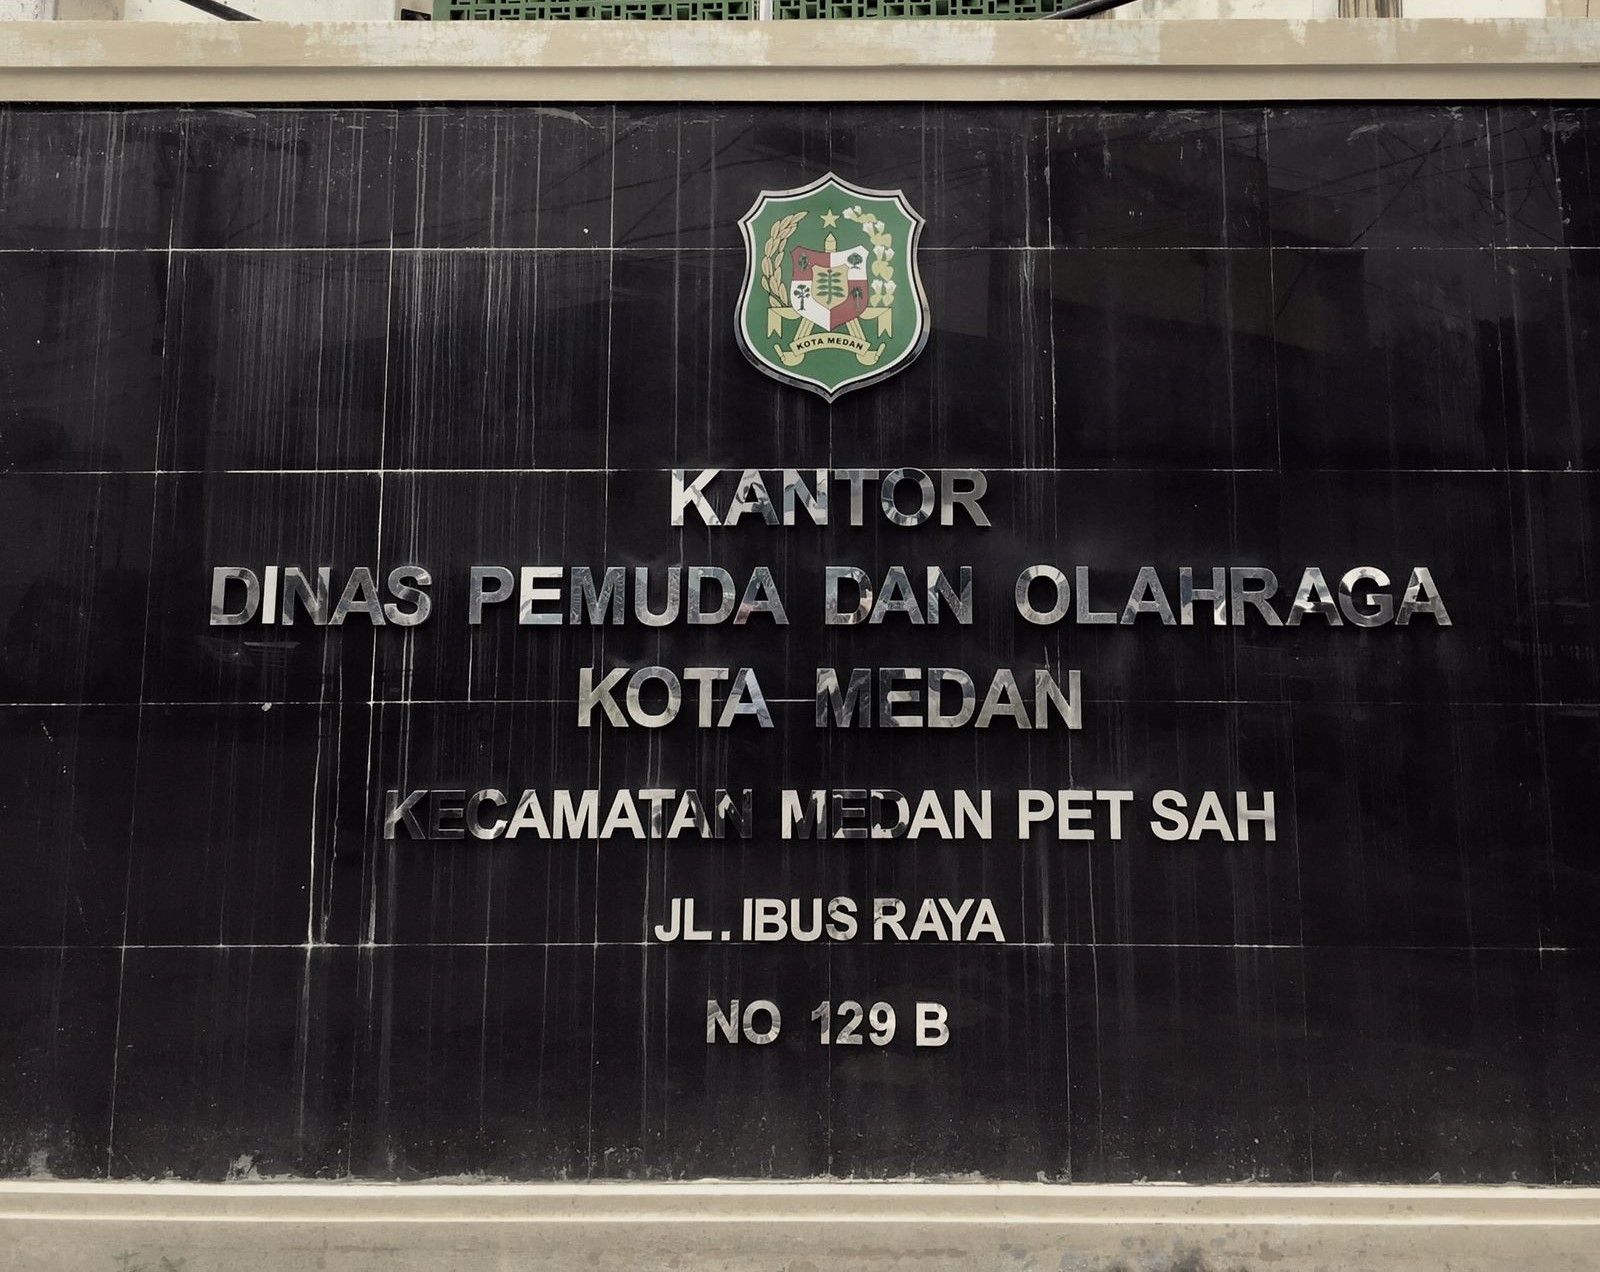 KOTA MEDAN
KANTOR
DINAS PEMUDA DAN OLAHRAGA
KOTA MEDAN
KECAMATAN MEDAN PET SAH
JL. IBUS RAYA
NO 129 B